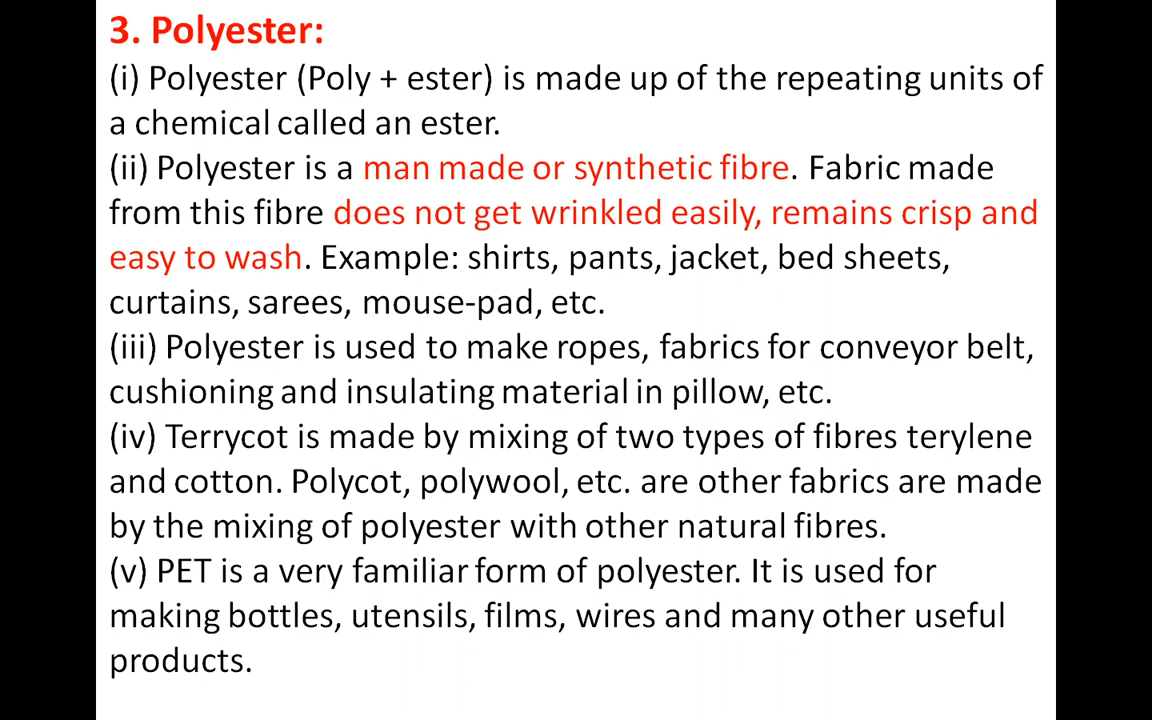 3. Polyester:
(i) Polyester (Poly + ester) is made up of the repeating units of
a chemical called an ester.
(ii) Polyester is a man made or synthetic fibre. Fabric made
from this fibre does not get wrinkled easily, remains crisp and
easy to wash. Example: shirts, pants, jacket, bed sheets,
curtains, sarees, mouse-pad, etc.
(iii) Polyester is used to make ropes, fabrics for conveyor belt,
cushioning and insulating material in pillow, etc.
(iv) Terrycot is made by mixing of two types of fibres terylene
and cotton. Polycot, polywool, etc. are other fabrics are made
by the mixing of polyester with other natural fibres.
(v) PET is a very familiar form of polyester. It is used for
making bottles, utensils, films, wires and many other useful
products.